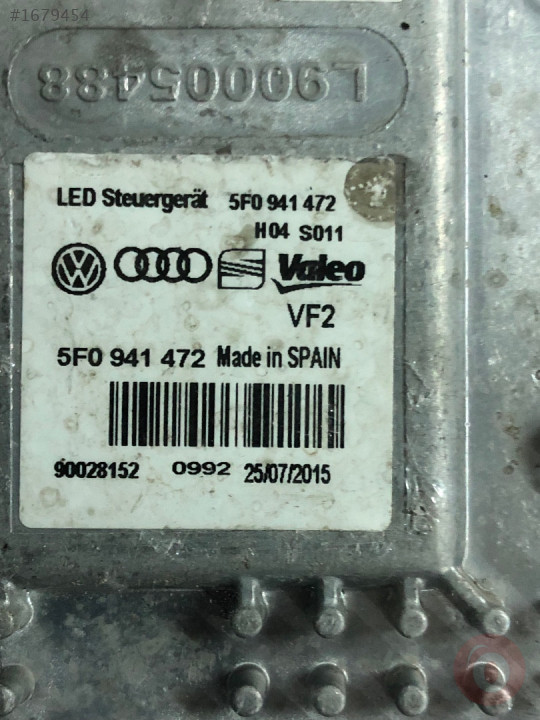 #1679454
L90005488
LED Steuergerät 5F0 941 472
H04 S011
Valeo
VF2
5F0 941 472 Made in SPAIN
90028152 0992 25/07/2015